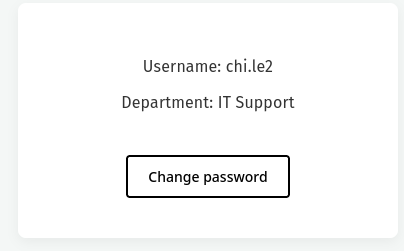 Username: chi.le2
Department: IT Support
Change password